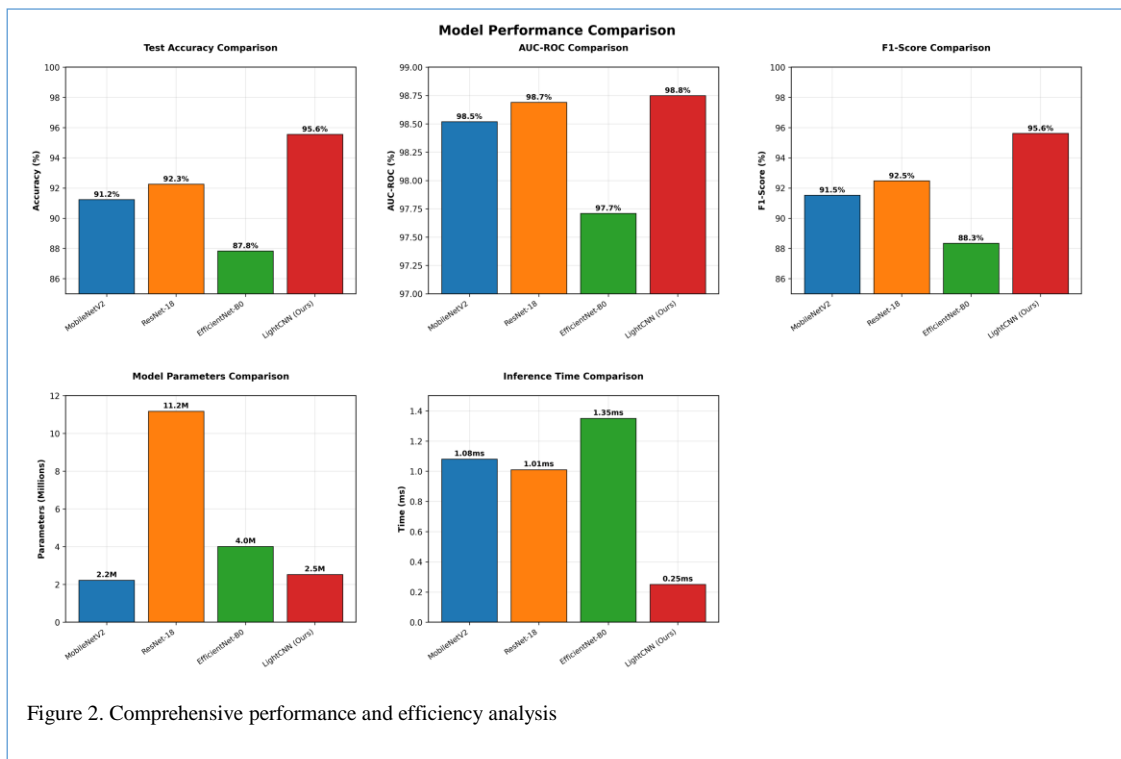 Model Performance Comparison
Test Accuracy Comparison
Accuracy (%)
100
98
96
94
92
90
88
86
91.2%
92.3%
87.8%
95.6%
MobileNetV2
ResNet-18
EfficientNet-B0
LightCNN (Ours)
AUC-ROC Comparison
AUC-ROC (%)
99.00
98.75
98.50
98.25
98.00
97.75
97.50
97.25
97.00
98.5%
98.7%
97.7%
98.8%
MobileNetV2
ResNet-18
EfficientNet-B0
LightCNN (Ours)
F1-Score Comparison
F1-Score (%)
100
98
96
94
92
90
88
86
91.5%
92.5%
88.3%
95.6%
MobileNetV2
ResNet-18
EfficientNet-B0
LightCNN (Ours)
Model Parameters Comparison
Parameters (Millions)
12
10
8
6
4
2
0
2.2M
11.2M
4.0M
2.5M
MobileNetV2
ResNet-18
EfficientNet-B0
LightCNN (Ours)
Inference Time Comparison
Time (ms)
1.4
1.2
1.0
0.8
0.6
0.4
0.2
0.0
1.08ms
1.01ms
1.35ms
0.25ms
MobileNetV2
ResNet-18
EfficientNet-B0
LightCNN (Ours)
Figure 2. Comprehensive performance and efficiency analysis